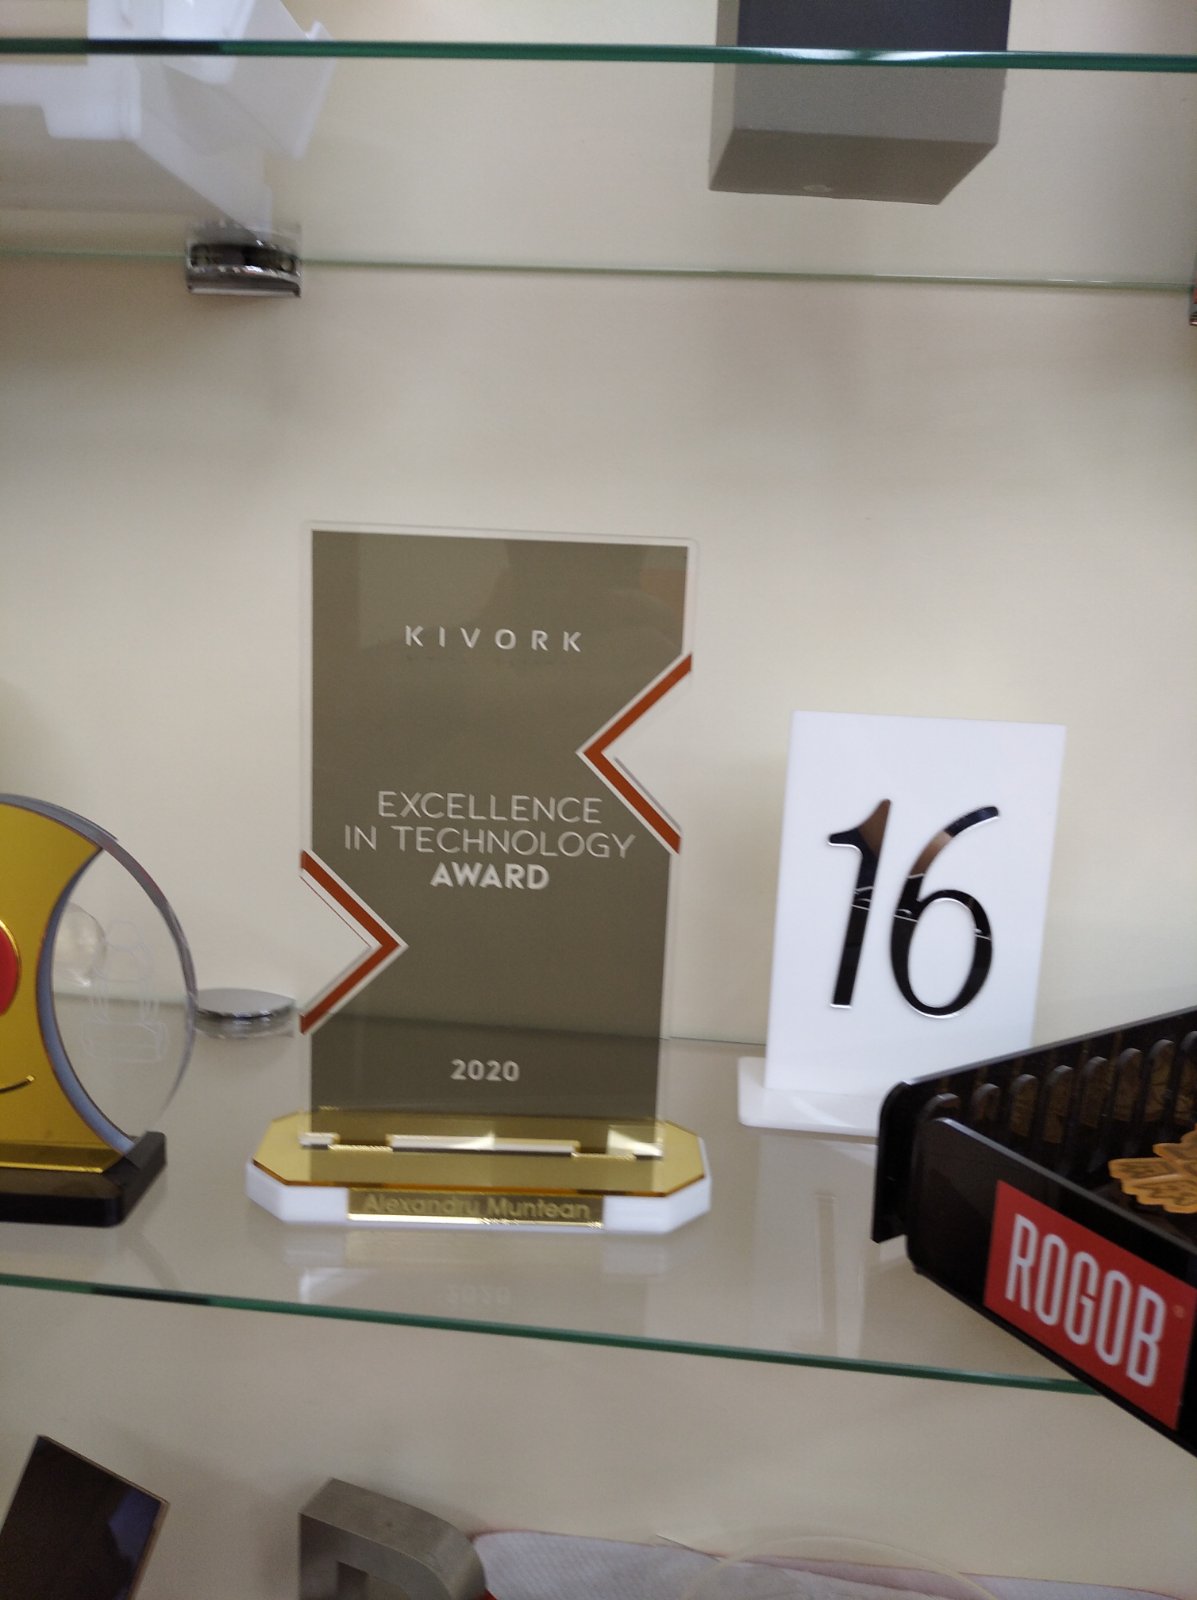 KIVORK
EXCELLENCE
IN TECHNOLOGY
AWARD
2020
Alexandru Muntean
16
ROGOB